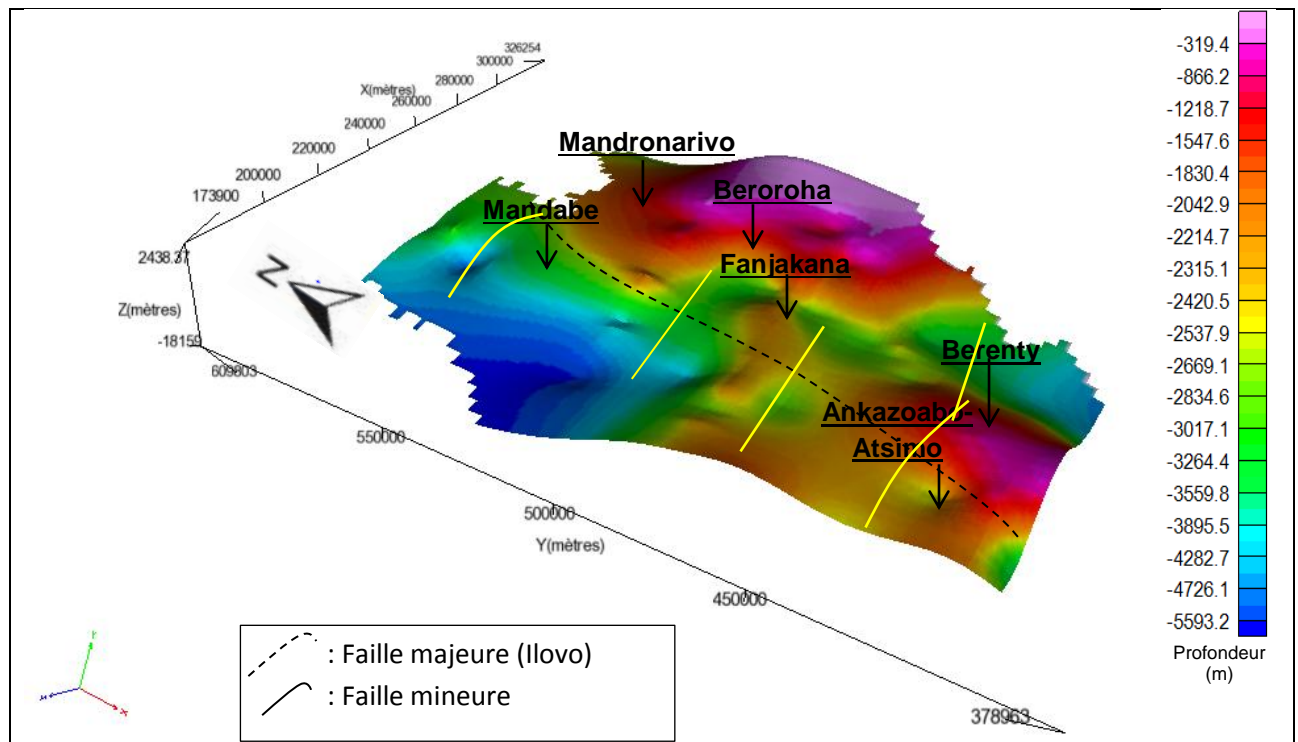 326254
300000
280000
X(mètres)
260000
240000
220000
200000
173900
2438.37
Z(mètres)
-18159
609803
550000
500000
Y(mètres)
450000
378963
N
Mandronarivo
Beroroha
Mandabe
Fanjakana
Berenty
Ankazoabo-
Atsimo
-319.4
-866.2
-1218.7
-1547.6
-1830.4
-2042.9
-2214.7
-2315.1
-2420.5
-2537.9
-2669.1
-2834.6
-3017.1
-3264.4
-3559.8
-3895.5
-4282.7
-4726.1
-5593.2
Profondeur
(m)
: Faille majeure (Ilovo)
: Faille mineure